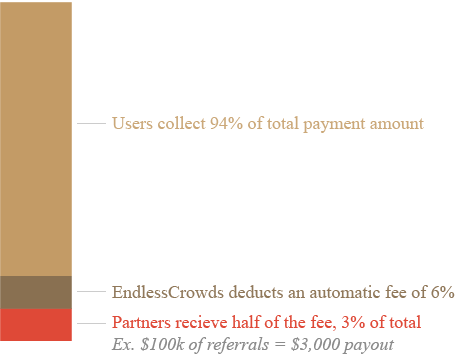 Users collect 94% of total payment amount
EndlessCrowds deducts an automatic fee of 6%
Partners recieve half of the fee, 3% of total
Ex. $100k of referrals = $3,000 payout